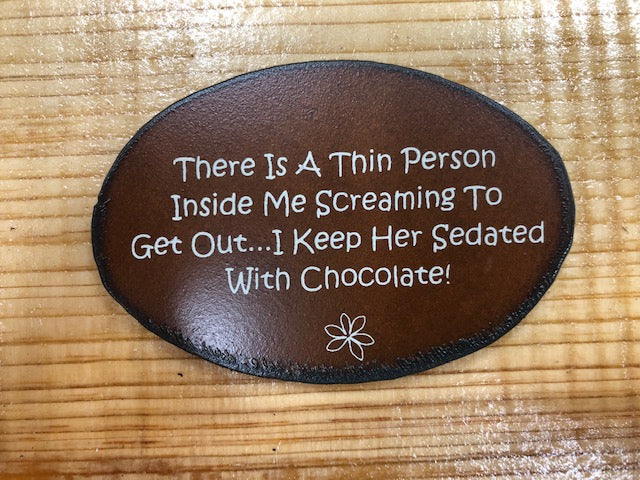 There Is A Thin Person
Inside Me Screaming To
Get Out...I Keep Her Sedated
With Chocolate!